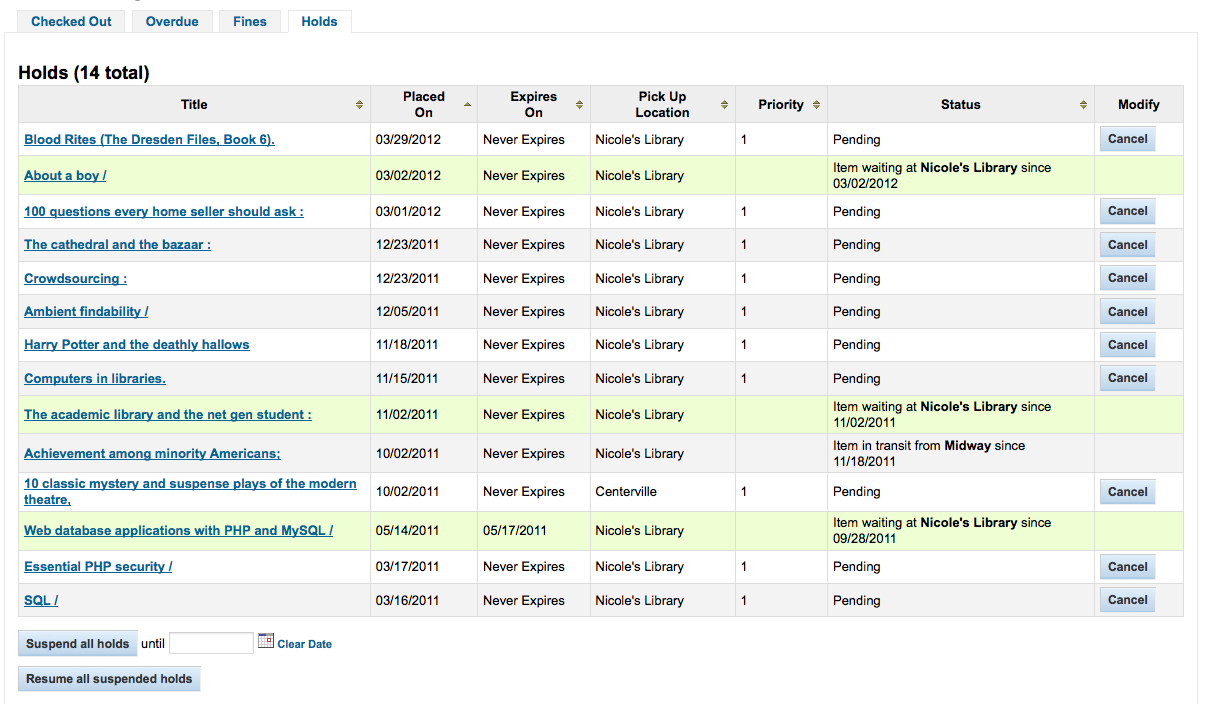 Checked Out Overdue Fines Holds
Holds (14 total)
Title Placed On Expires On Pick Up Location Priority Status Modify
Blood Rites (The Dresden Files, Book 6). 03/29/2012 Never Expires Nicole's Library 1 Pending Cancel
About a boy / 03/02/2012 Never Expires Nicole's Library Item waiting at Nicole's Library since 03/02/2012
100 questions every home seller should ask : 03/01/2012 Never Expires Nicole's Library 1 Pending Cancel
The cathedral and the bazaar : 12/23/2011 Never Expires Nicole's Library 1 Pending Cancel
Crowdsourcing : 12/23/2011 Never Expires Nicole's Library 1 Pending Cancel
Ambient findability / 12/05/2011 Never Expires Nicole's Library 1 Pending Cancel
Harry Potter and the deathly hallows 11/18/2011 Never Expires Nicole's Library 1 Pending Cancel
Computers in libraries. 11/15/2011 Never Expires Nicole's Library 1 Pending Cancel
The academic library and the net gen student : 11/02/2011 Never Expires Nicole's Library Item waiting at Nicole's Library since 11/02/2011
Achievement among minority Americans; 10/02/2011 Never Expires Nicole's Library Item in transit from Midway since 11/18/2011
10 classic mystery and suspense plays of the modern theatre, 10/02/2011 Never Expires Centerville 1 Pending Cancel
Web database applications with PHP and MySQL / 05/14/2011 05/17/2011 Nicole's Library Item waiting at Nicole's Library since 09/28/2011
Essential PHP security / 03/17/2011 Never Expires Nicole's Library 1 Pending Cancel
SQL / 03/16/2011 Never Expires Nicole's Library 1 Pending Cancel
Suspend all holds until Clear Date
Resume all suspended holds